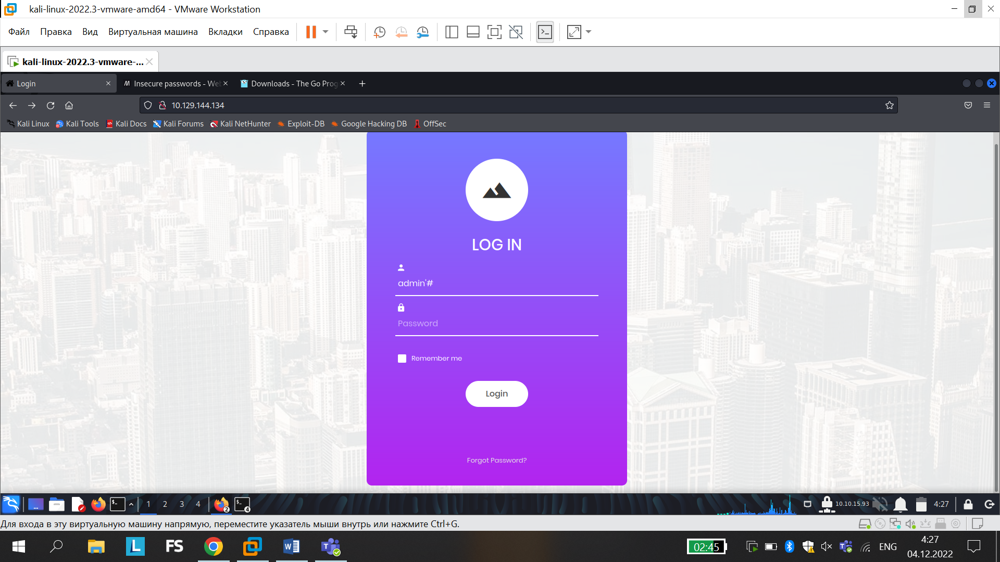 kali-linux-2022.3-vmware-amd64 - VMware Workstation
Файл Правка Вид Виртуальная машина Вкладки Справка
kali-linux-2022.3-vmware-...
Login Insecure passwords - Web Downloads - The Go Prog
10.129.144.134
Kali Linux Kali Tools Kali Docs Kali Forums Kali NetHunter Exploit-DB Google Hacking DB OffSec
LOG IN
admin'#
Password
Remember me
Login
Forgot Password?
1 2 3 4 2 4 10.10.15.93 4:27
Для входа в эту виртуальную машину напрямую, переместите указатель мыши внутрь или нажмите Ctrl+G.
L FS 02:45 ENG 4:27
04.12.2022